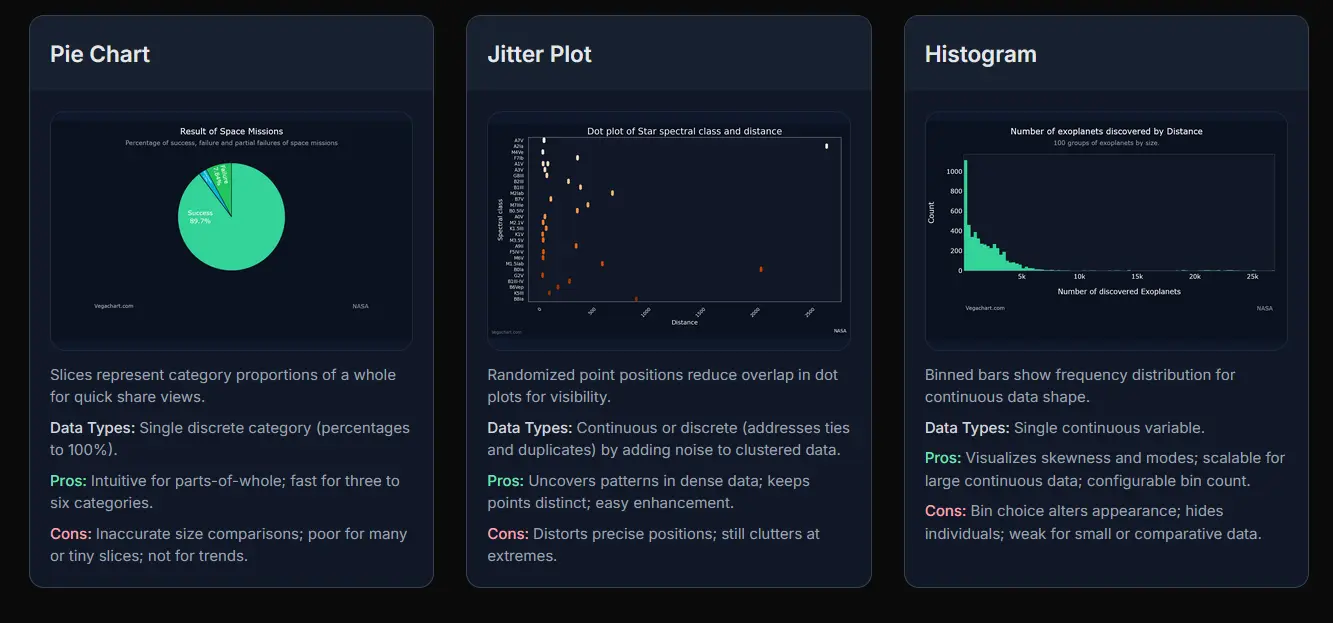 Pie Chart
Result of Space Missions
Percentage of success, failure and partial failures of space missions
Failure
7.84%
Success
89.7%
Vegachart.com
NASA
Slices represent category proportions of a whole
for quick share views.
Data Types: Single discrete category (percentages
to 100%).
Pros: Intuitive for parts-of-whole; fast for three to
six categories.
Cons: Inaccurate size comparisons; poor for many
or tiny slices; not for trends.
Jitter Plot
Dot plot of Star spectral class and distance
Spectral class
A7V
A2Ia
M4Ve
F7Ib
A1V
A3V
G8III
B2III
B1III
M2Iab
B7V
M7IIIe
B0.5IV
A0V
M2.1V
K1.5III
K1V
M3.5V
A9II
F5IV-V
M6V
M1.5Iab
B0Ia
G2V
B1III-IV
B6Vep
K5III
B8Ia
0
500
1000
1500
2000
2500
Distance
Vegachart.com
NASA
Randomized point positions reduce overlap in dot
plots for visibility.
Data Types: Continuous or discrete (addresses ties
and duplicates) by adding noise to clustered data.
Pros: Uncovers patterns in dense data; keeps
points distinct; easy enhancement.
Cons: Distorts precise positions; still clutters at
extremes.
Histogram
Number of exoplanets discovered by Distance
100 groups of exoplanets by size.
Count
1000
800
600
400
200
0
5k
10k
15k
20k
25k
Number of discovered Exoplanets
Vegachart.com
NASA
Binned bars show frequency distribution for
continuous data shape.
Data Types: Single continuous variable.
Pros: Visualizes skewness and modes; scalable for
large continuous data; configurable bin count.
Cons: Bin choice alters appearance; hides
individuals; weak for small or comparative data.